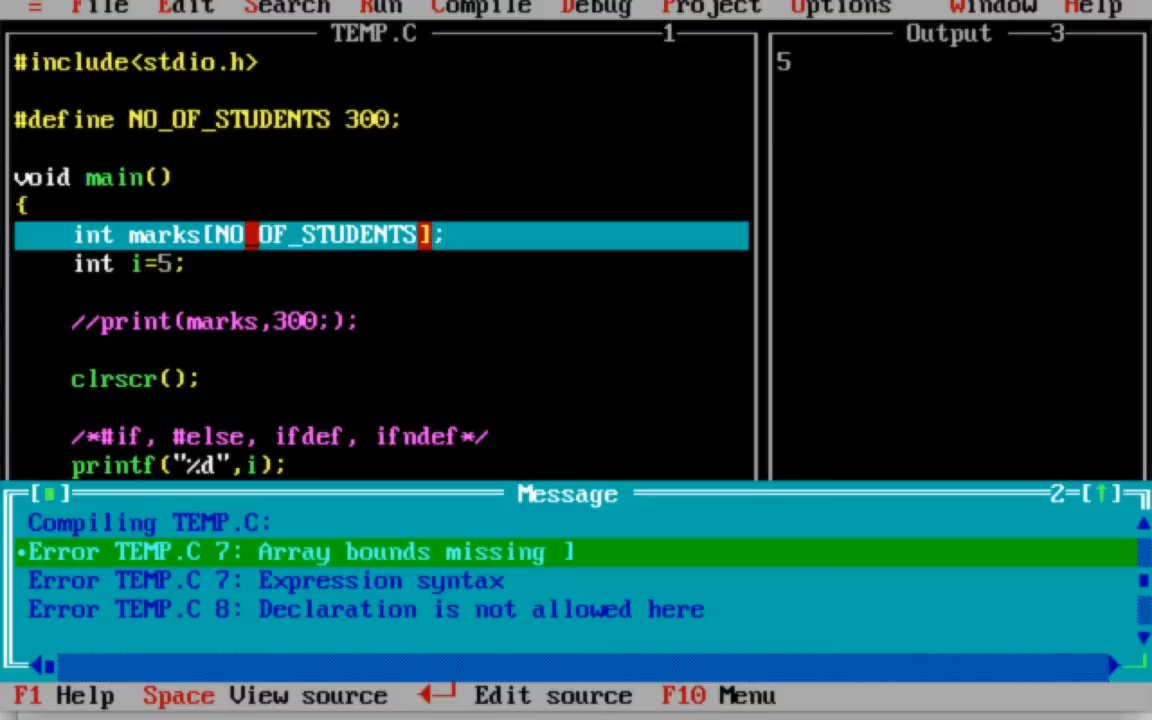 = File Edit Search Run Compile Debug Project Options Window Help
TEMP.C 1
Output 3
#include<stdio.h>
5
#define NO_OF_STUDENTS 300;
void main()
{
int marks[NO_OF_STUDENTS];
int i=5;
//print(marks,300;);
clrscr();
/*#if, #else, ifdef, ifndef*/
printf("%d",i);
[■] Message 2=[↑]
Compiling TEMP.C:
•Error TEMP.C 7: Array bounds missing ]
Error TEMP.C 7: Expression syntax
Error TEMP.C 8: Declaration is not allowed here
F1 Help Space View source ◄─┘ Edit source F10 Menu